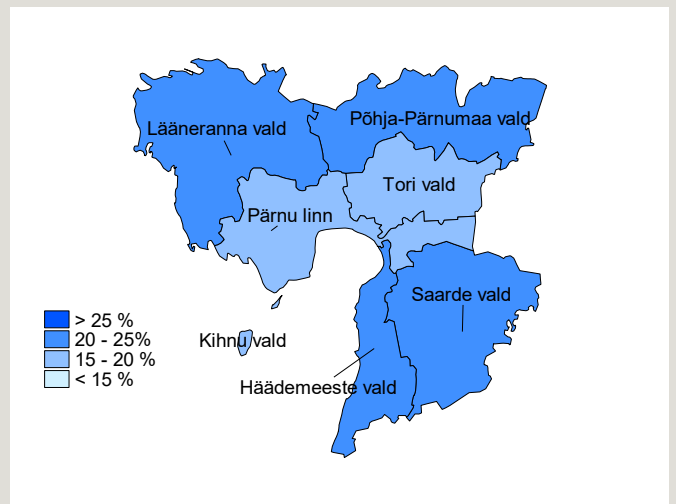 Lääneranna vald
Põhja-Pärnumaa vald
Tori vald
Pärnu linn
Saarde vald
Kihnu vald
Häädemeeste vald
> 25 %
20 - 25%
15 - 20 %
< 15 %